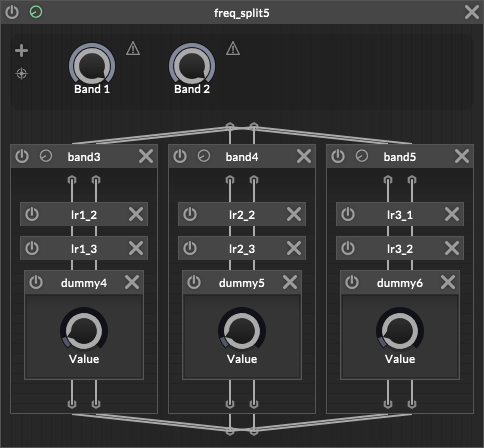 freq_split5
Band 1 Band 2
band3 band4 band5
lr1_2 lr2_2 lr3_1
lr1_3 lr2_3 lr3_2
dummy4 dummy5 dummy6
Value Value Value